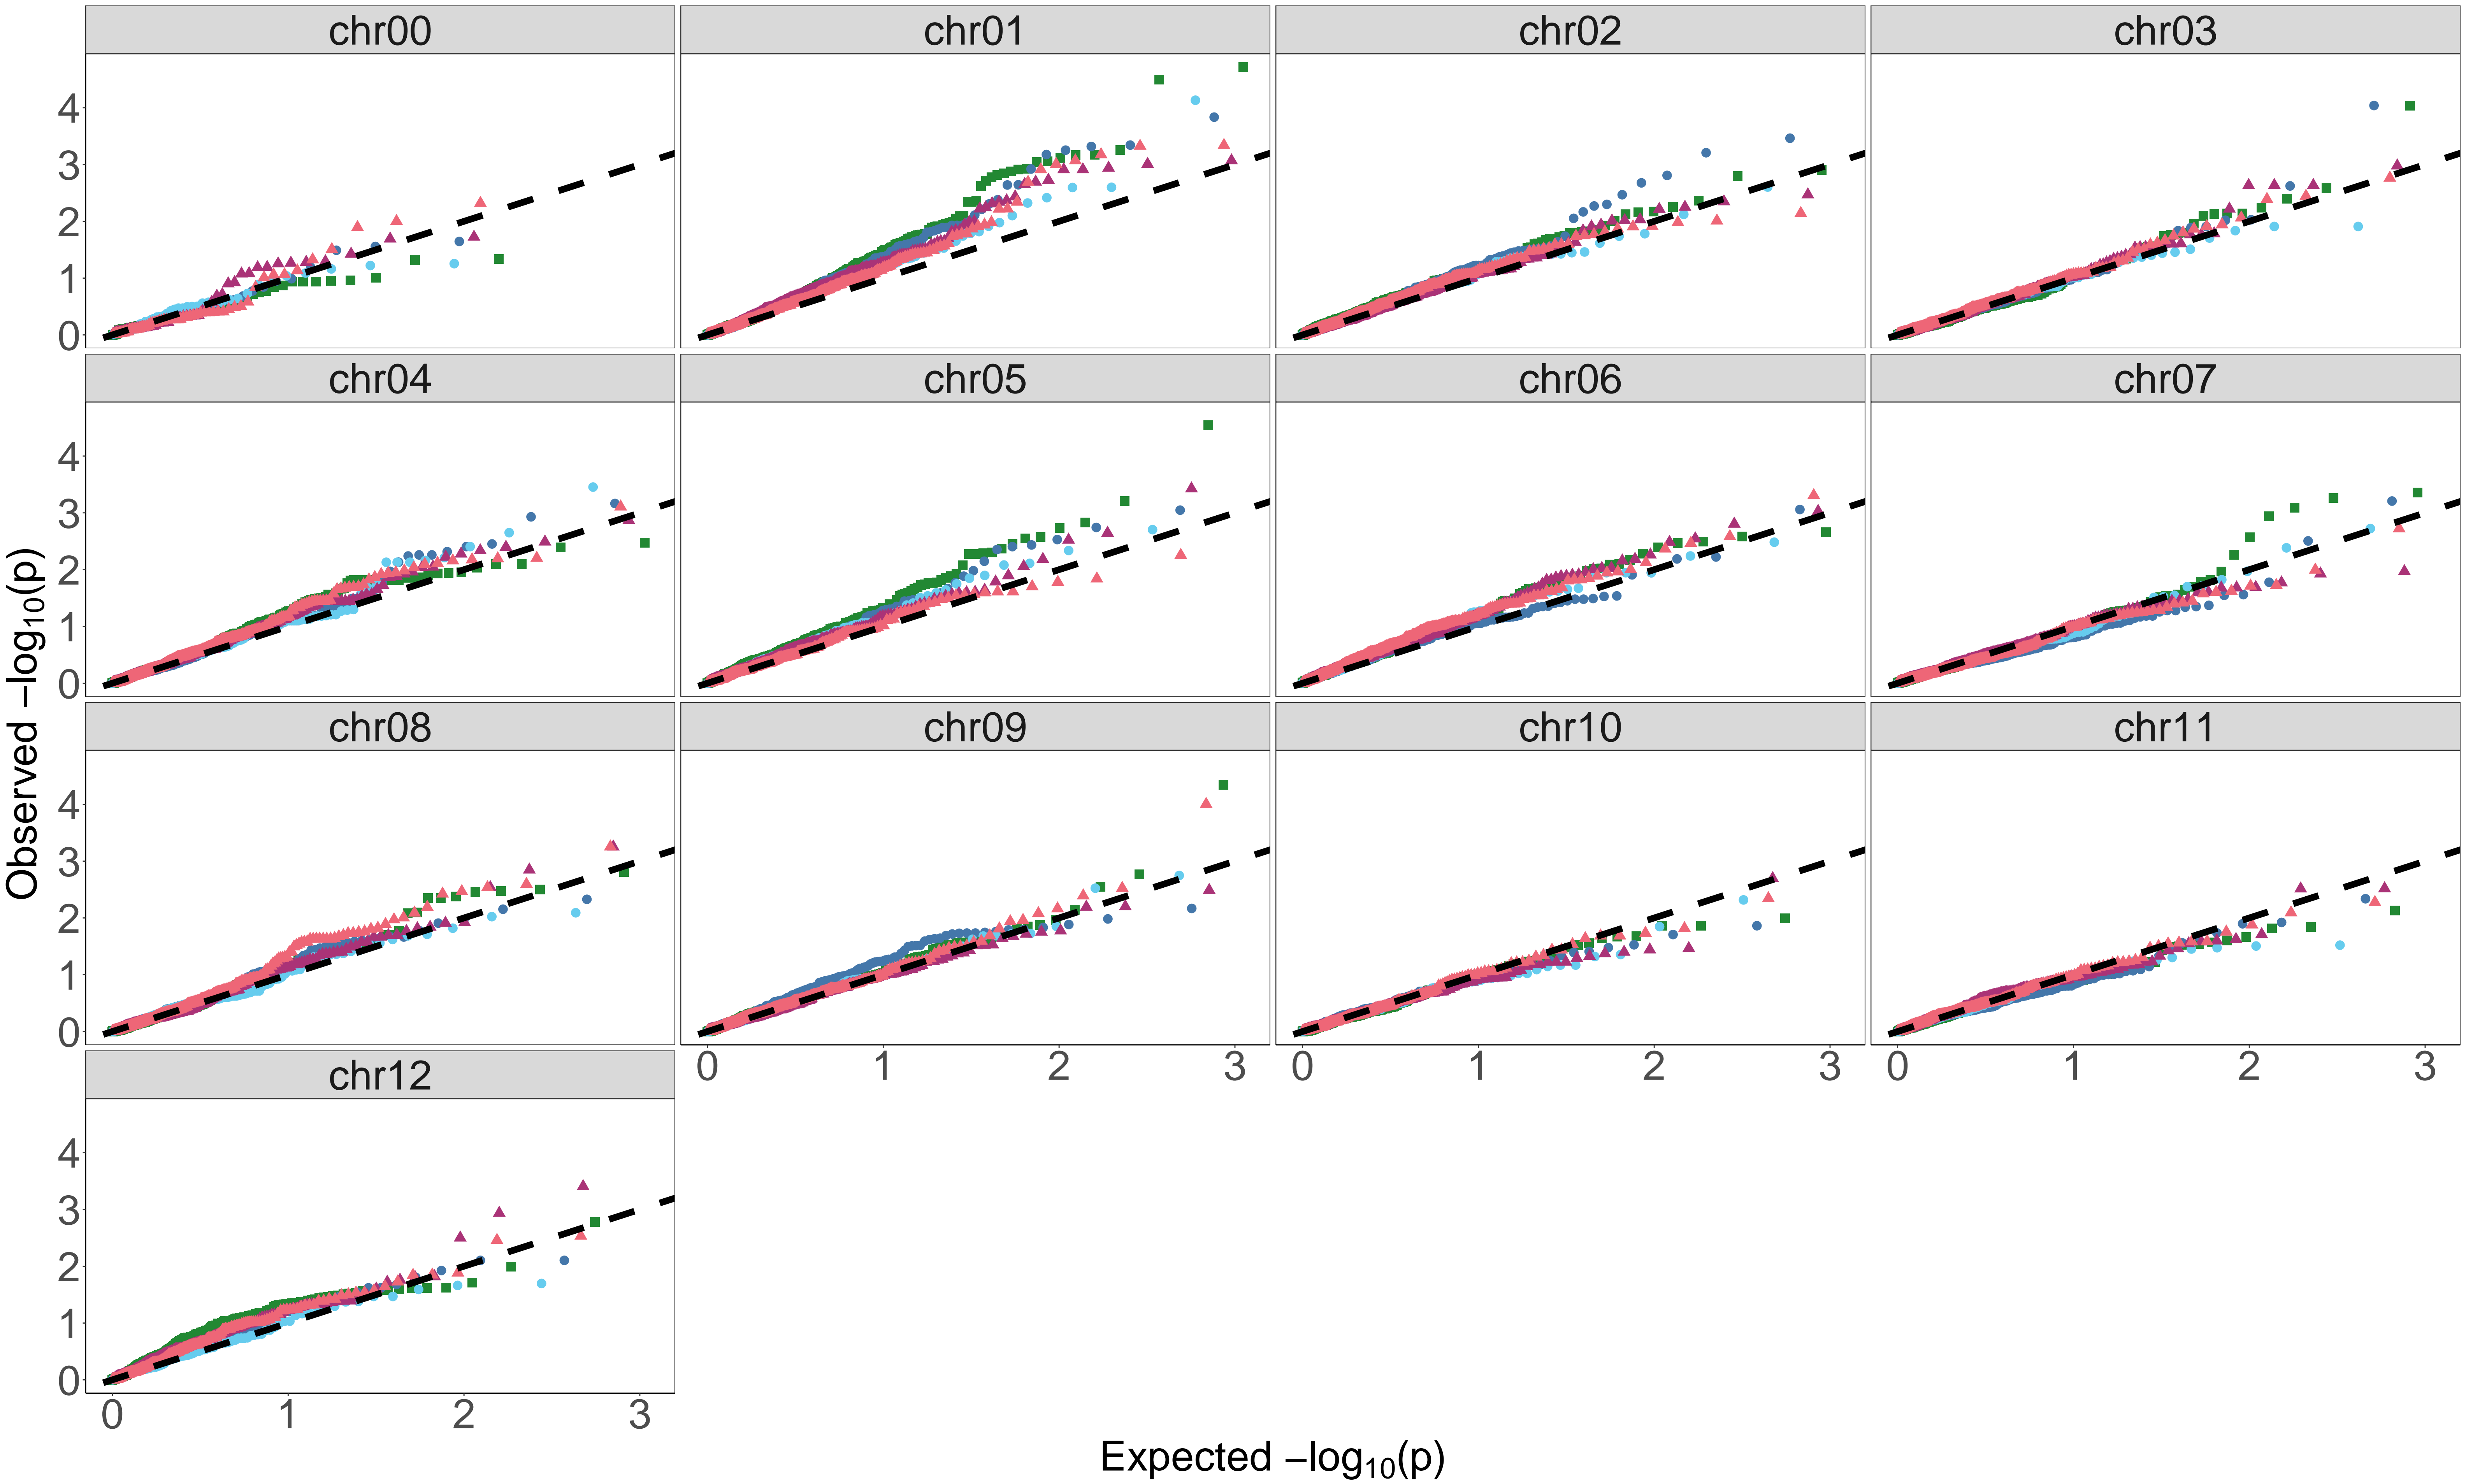 chr00 chr01 chr02 chr03
4
3
2
1
0
chr04 chr05 chr06 chr07
4
3
2
1
0
chr08 chr09 chr10 chr11
4
3
2
1
0
0 1 2 3 0 1 2 3 0 1 2 3
chr12
4
3
2
1
0
0 1 2 3
Observed −log10(p)
Expected −log10(p)